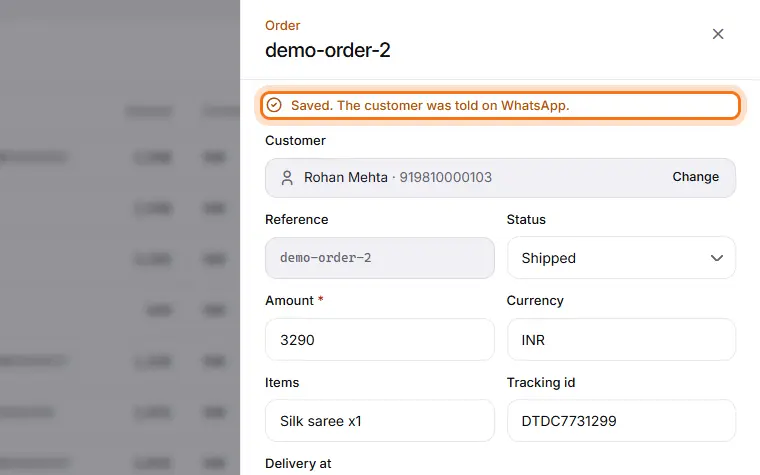 Order
demo-order-2
Saved. The customer was told on WhatsApp.
Customer
Rohan Mehta · 919810000103
Change
Reference
Status
demo-order-2
Shipped
Amount *
Currency
3290
INR
Items
Tracking id
Silk saree x1
DTDC7731299
Delivery at